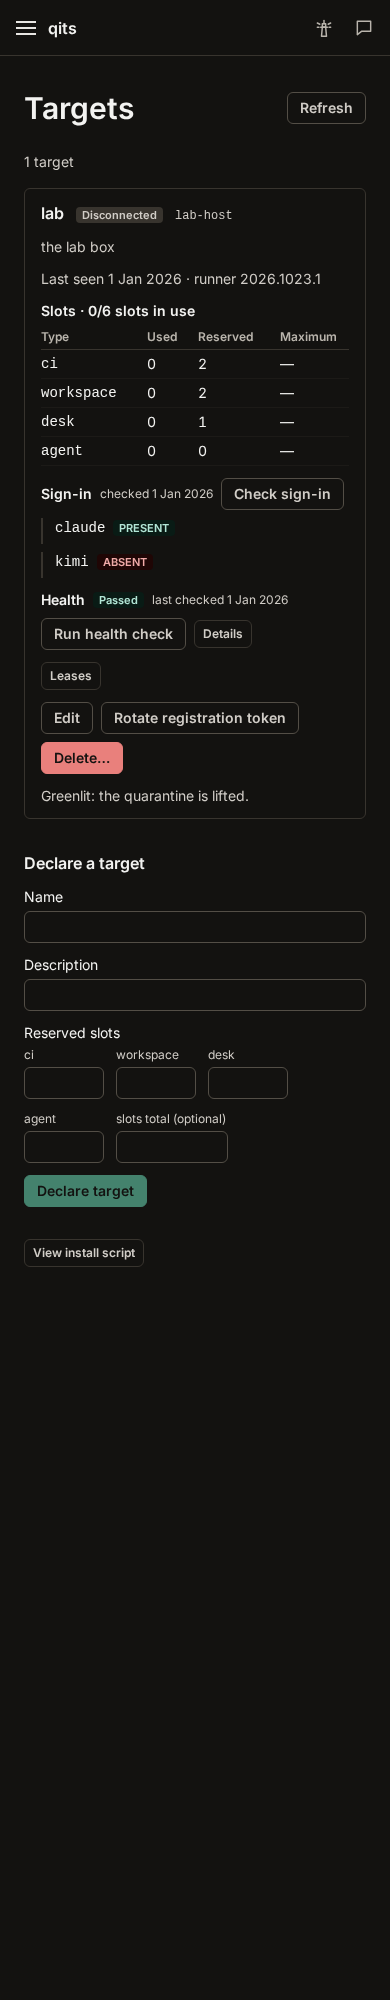 qits
Targets
Refresh
1 target
lab Disconnected lab-host
the lab box
Last seen 1 Jan 2026 · runner 2026.1023.1
Slots · 0/6 slots in use
Type Used Reserved Maximum
ci 0 2 —
workspace 0 2 —
desk 0 1 —
agent 0 0 —
Sign-in checked 1 Jan 2026 Check sign-in
claude PRESENT
kimi ABSENT
Health Passed last checked 1 Jan 2026
Run health check Details
Leases
Edit Rotate registration token
Delete…
Greenlit: the quarantine is lifted.
Declare a target
Name
Description
Reserved slots
ci workspace desk
agent slots total (optional)
Declare target
View install script